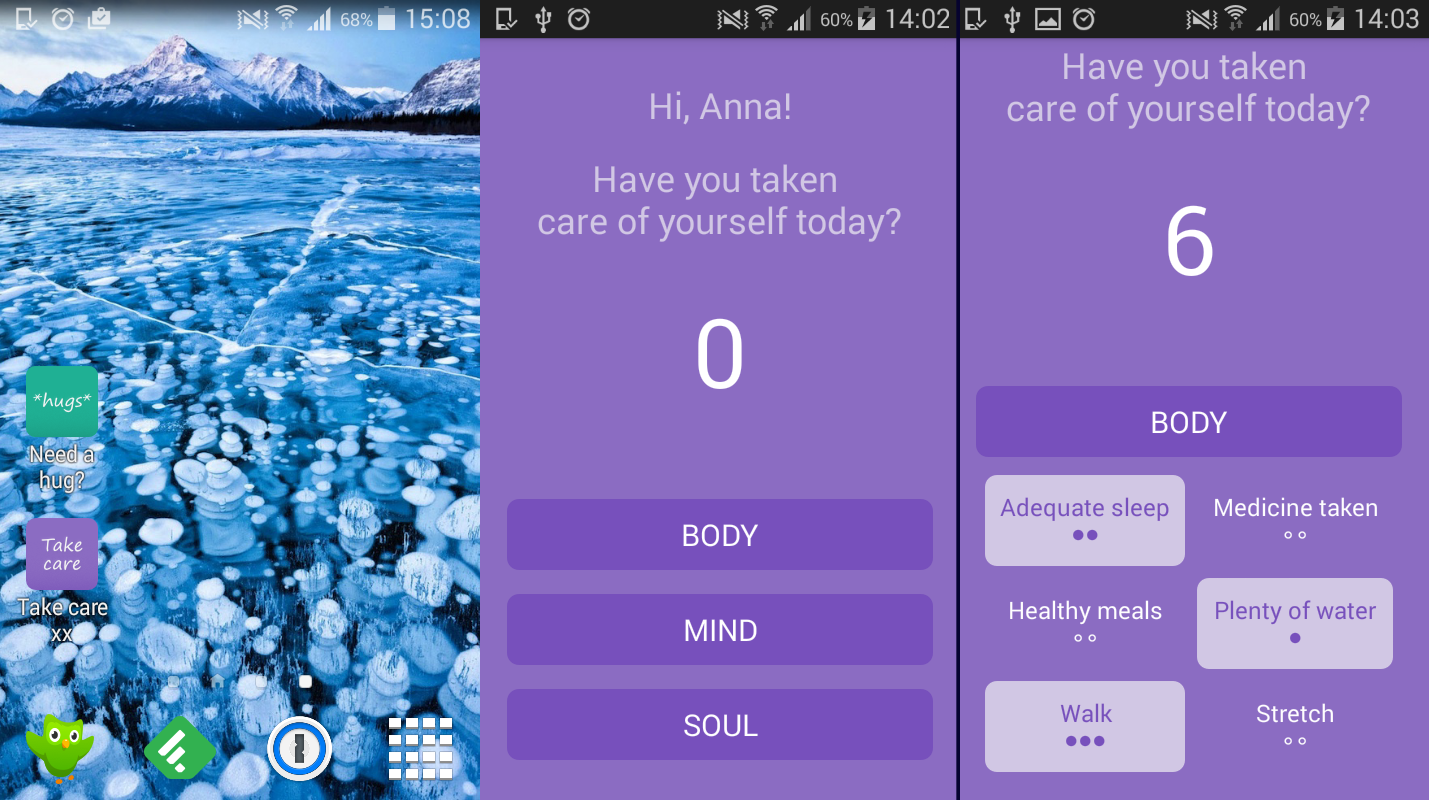 68% 15:08
*hugs*
Need a
hug?
Take
care
Take care
xx
60% 14:02
Hi, Anna!
Have you taken
care of yourself today?
0
BODY
MIND
SOUL
60% 14:03
Have you taken
care of yourself today?
6
BODY
Adequate sleep
Medicine taken
Healthy meals
Plenty of water
Walk
Stretch